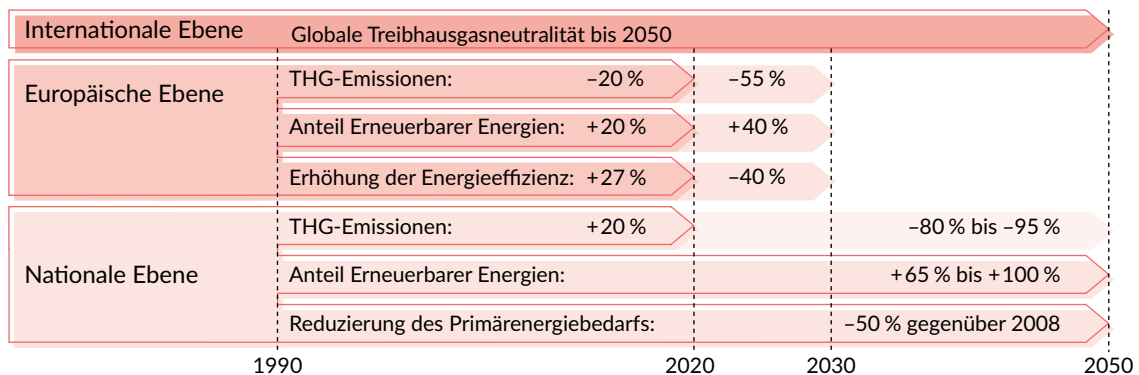 Internationale Ebene Globale Treibhausgasneutralität bis 2050
Europäische Ebene
THG-Emissionen: –20 % –55 %
Anteil Erneuerbarer Energien: +20 % +40 %
Erhöhung der Energieeffizienz: +27 % –40 %
Nationale Ebene
THG-Emissionen: +20 % –80 % bis –95 %
Anteil Erneuerbarer Energien: +65 % bis +100 %
Reduzierung des Primärenergiebedarfs: –50 % gegenüber 2008
1990 2020 2030 2050